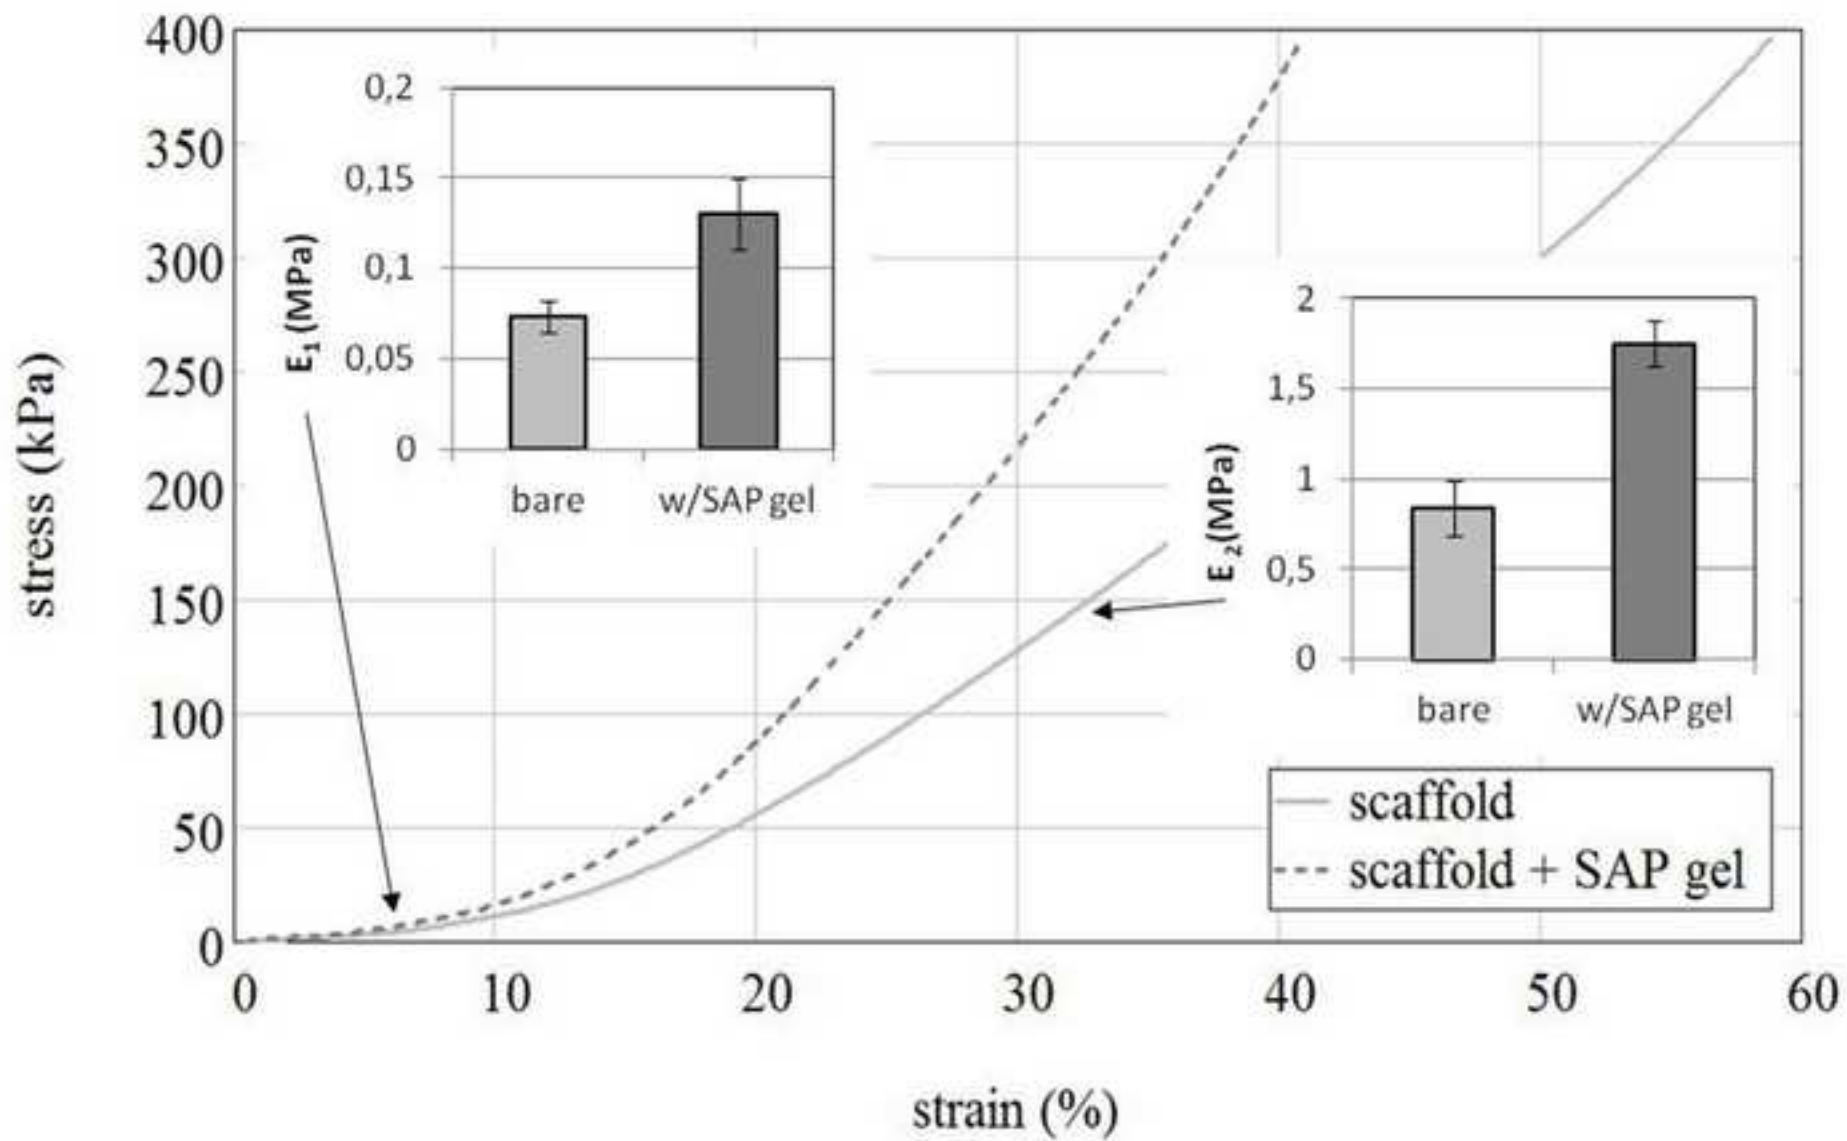 400
350
300
250
200
150
100
50
0
stress (kPa)
0 10 20 30 40 50 60
strain (%)
0,2
0,15
0,1
0,05
0
E1 (MPa)
bare w/SAP gel
2
1,5
1
0,5
0
E2 (MPa)
bare w/SAP gel
scaffold
scaffold + SAP gel